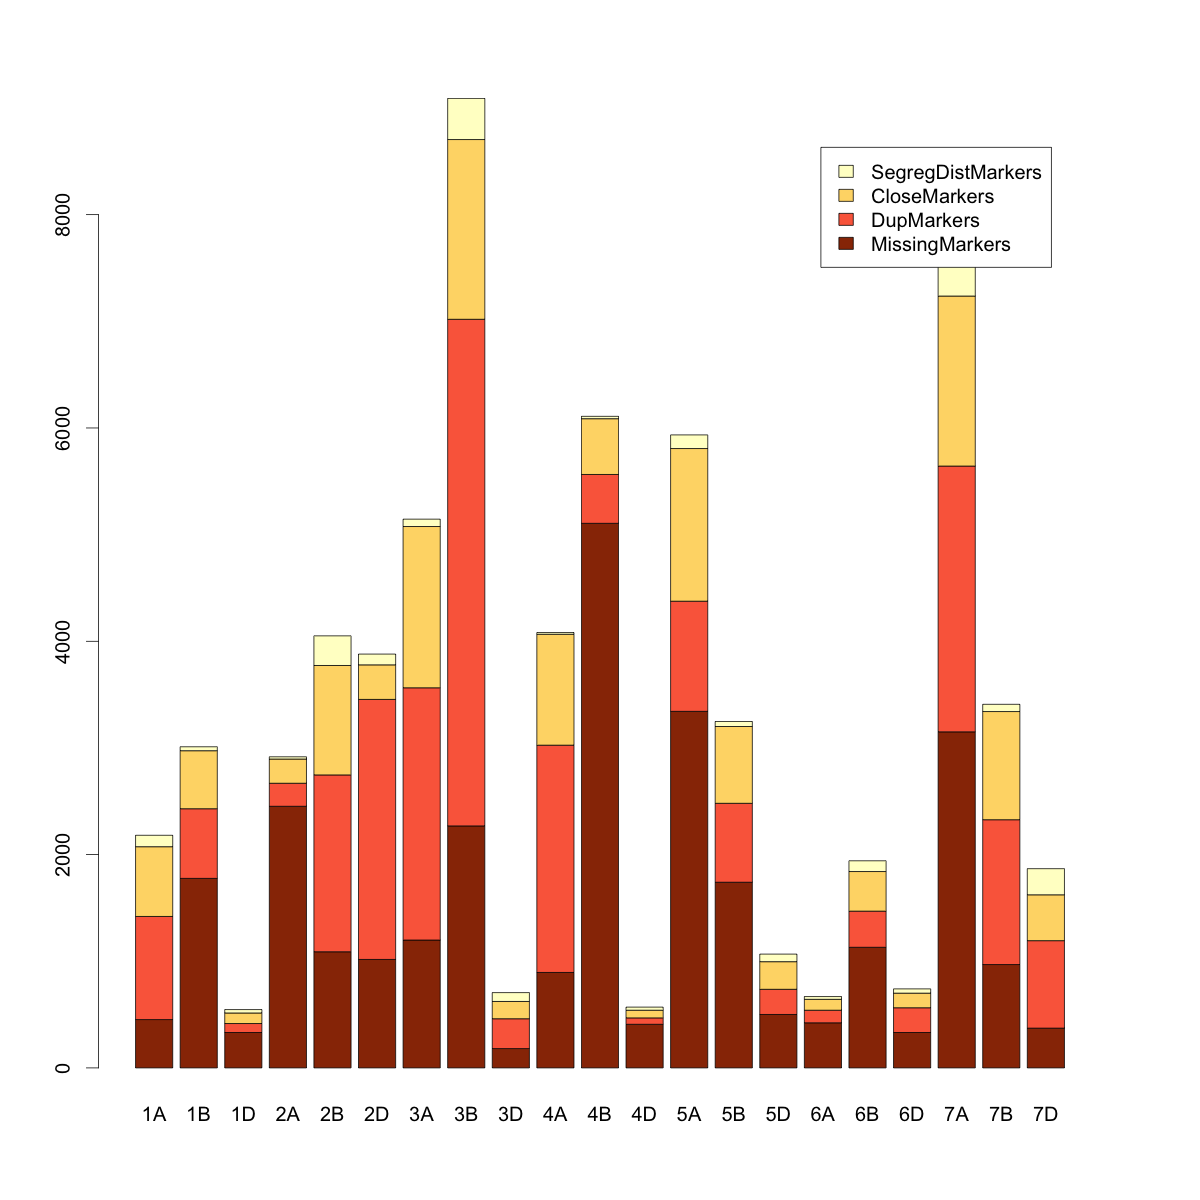 SegregDistMarkers
CloseMarkers
DupMarkers
MissingMarkers
8000
6000
4000
2000
0
1A 1B 1D 2A 2B 2D 3A 3B 3D 4A 4B 4D 5A 5B 5D 6A 6B 6D 7A 7B 7D